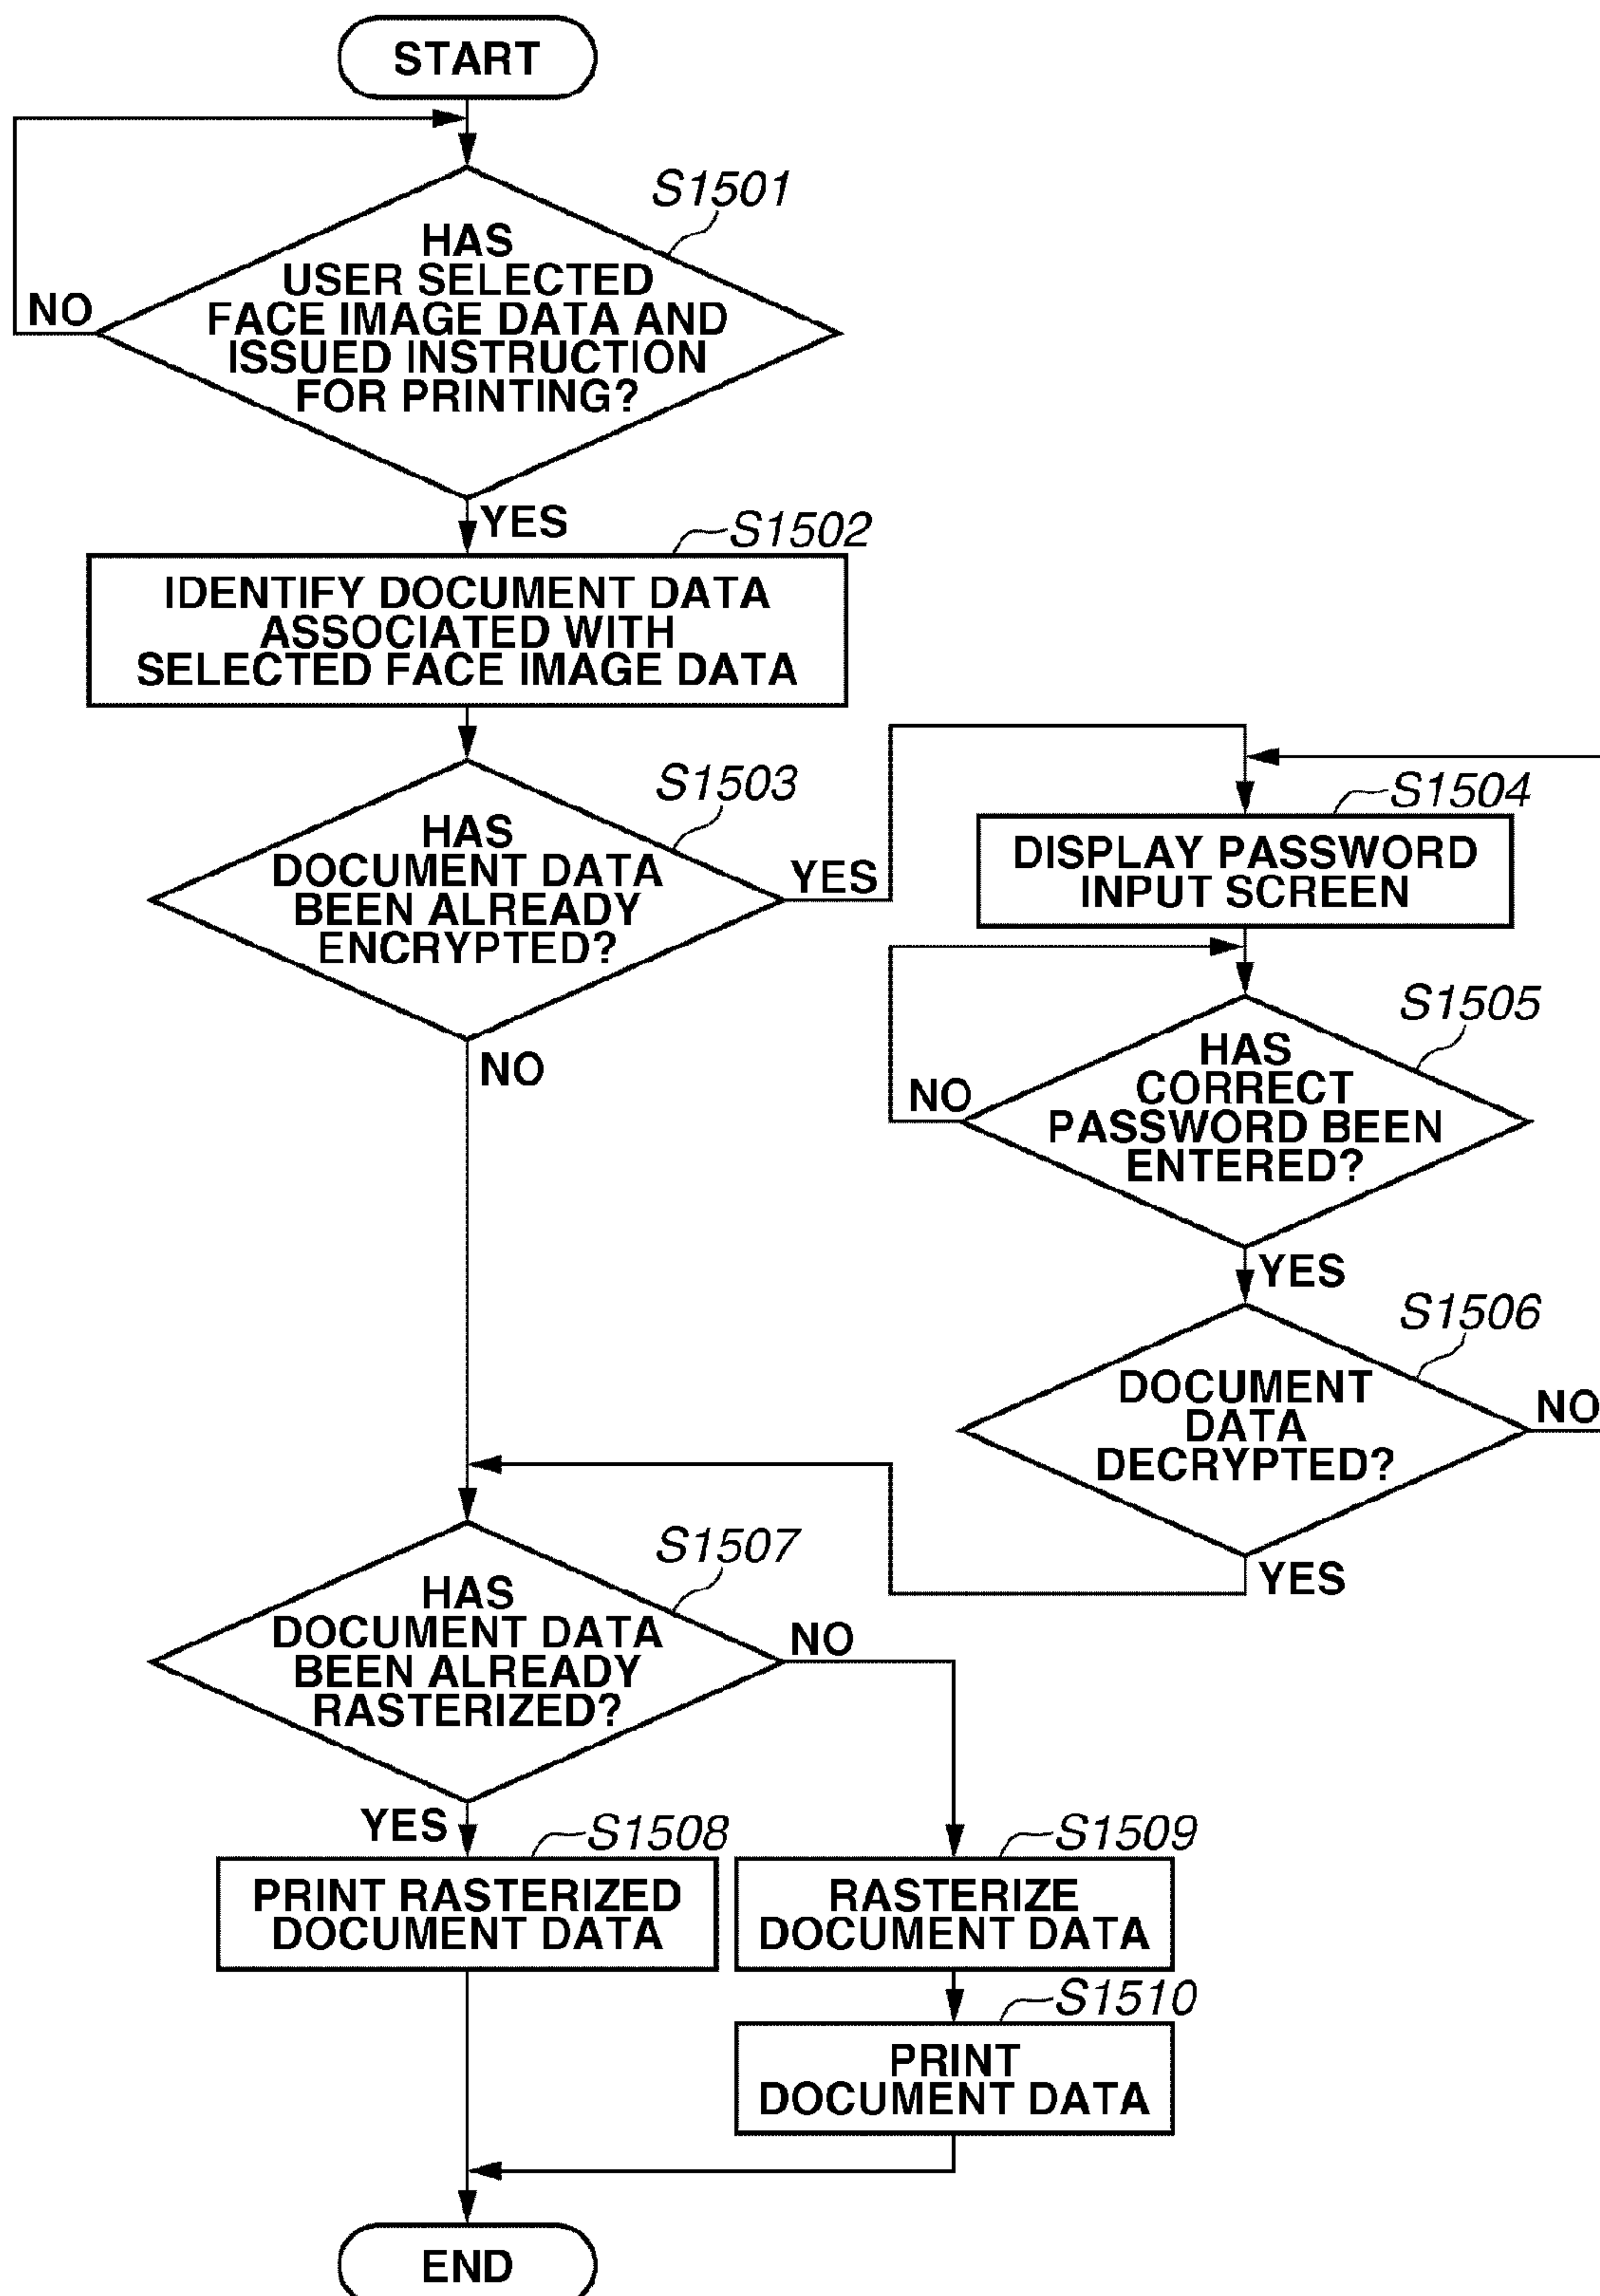 START
S1501
HAS
USER SELECTED
FACE IMAGE DATA AND
ISSUED INSTRUCTION
FOR PRINTING?
NO
YES
S1502
IDENTIFY DOCUMENT DATA
ASSOCIATED WITH
SELECTED FACE IMAGE DATA
S1503
HAS
DOCUMENT DATA
BEEN ALREADY
ENCRYPTED?
YES
NO
S1504
DISPLAY PASSWORD
INPUT SCREEN
S1505
HAS
CORRECT
PASSWORD BEEN
ENTERED?
NO
YES
S1506
DOCUMENT
DATA
DECRYPTED?
NO
YES
S1507
HAS
DOCUMENT DATA
BEEN ALREADY
RASTERIZED?
NO
YES
S1508
PRINT RASTERIZED
DOCUMENT DATA
S1509
RASTERIZE
DOCUMENT DATA
S1510
PRINT
DOCUMENT DATA
END